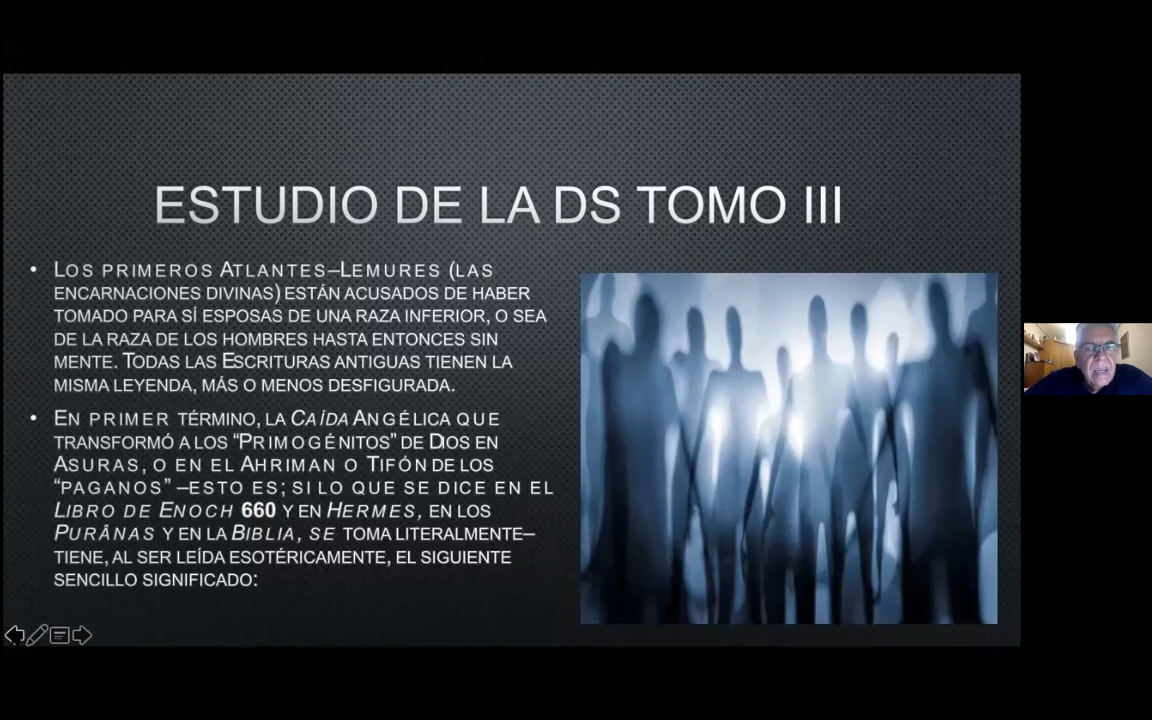 ESTUDIO DE LA DS TOMO III
• LOS PRIMEROS ATLANTES–LEMURES (LAS
ENCARNACIONES DIVINAS) ESTÁN ACUSADOS DE HABER
TOMADO PARA SÍ ESPOSAS DE UNA RAZA INFERIOR, O SEA
DE LA RAZA DE LOS HOMBRES HASTA ENTONCES SIN
MENTE. TODAS LAS ESCRITURAS ANTIGUAS TIENEN LA
MISMA LEYENDA, MÁS O MENOS DESFIGURADA.
• EN PRIMER TÉRMINO, LA CAÍDA ANGÉLICA QUE
TRANSFORMÓ A LOS “PRIMOGÉNITOS” DE DIOS EN
ASURAS, O EN EL AHRIMAN O TIFÓN DE LOS
“PAGANOS” –ESTO ES; SI LO QUE SE DICE EN EL
LIBRO DE ENOCH 660 Y EN HERMES, EN LOS
PURÂNAS Y EN LA BIBLIA, SE TOMA LITERALMENTE–
TIENE, AL SER LEÍDA ESOTÉRICAMENTE, EL SIGUIENTE
SENCILLO SIGNIFICADO: